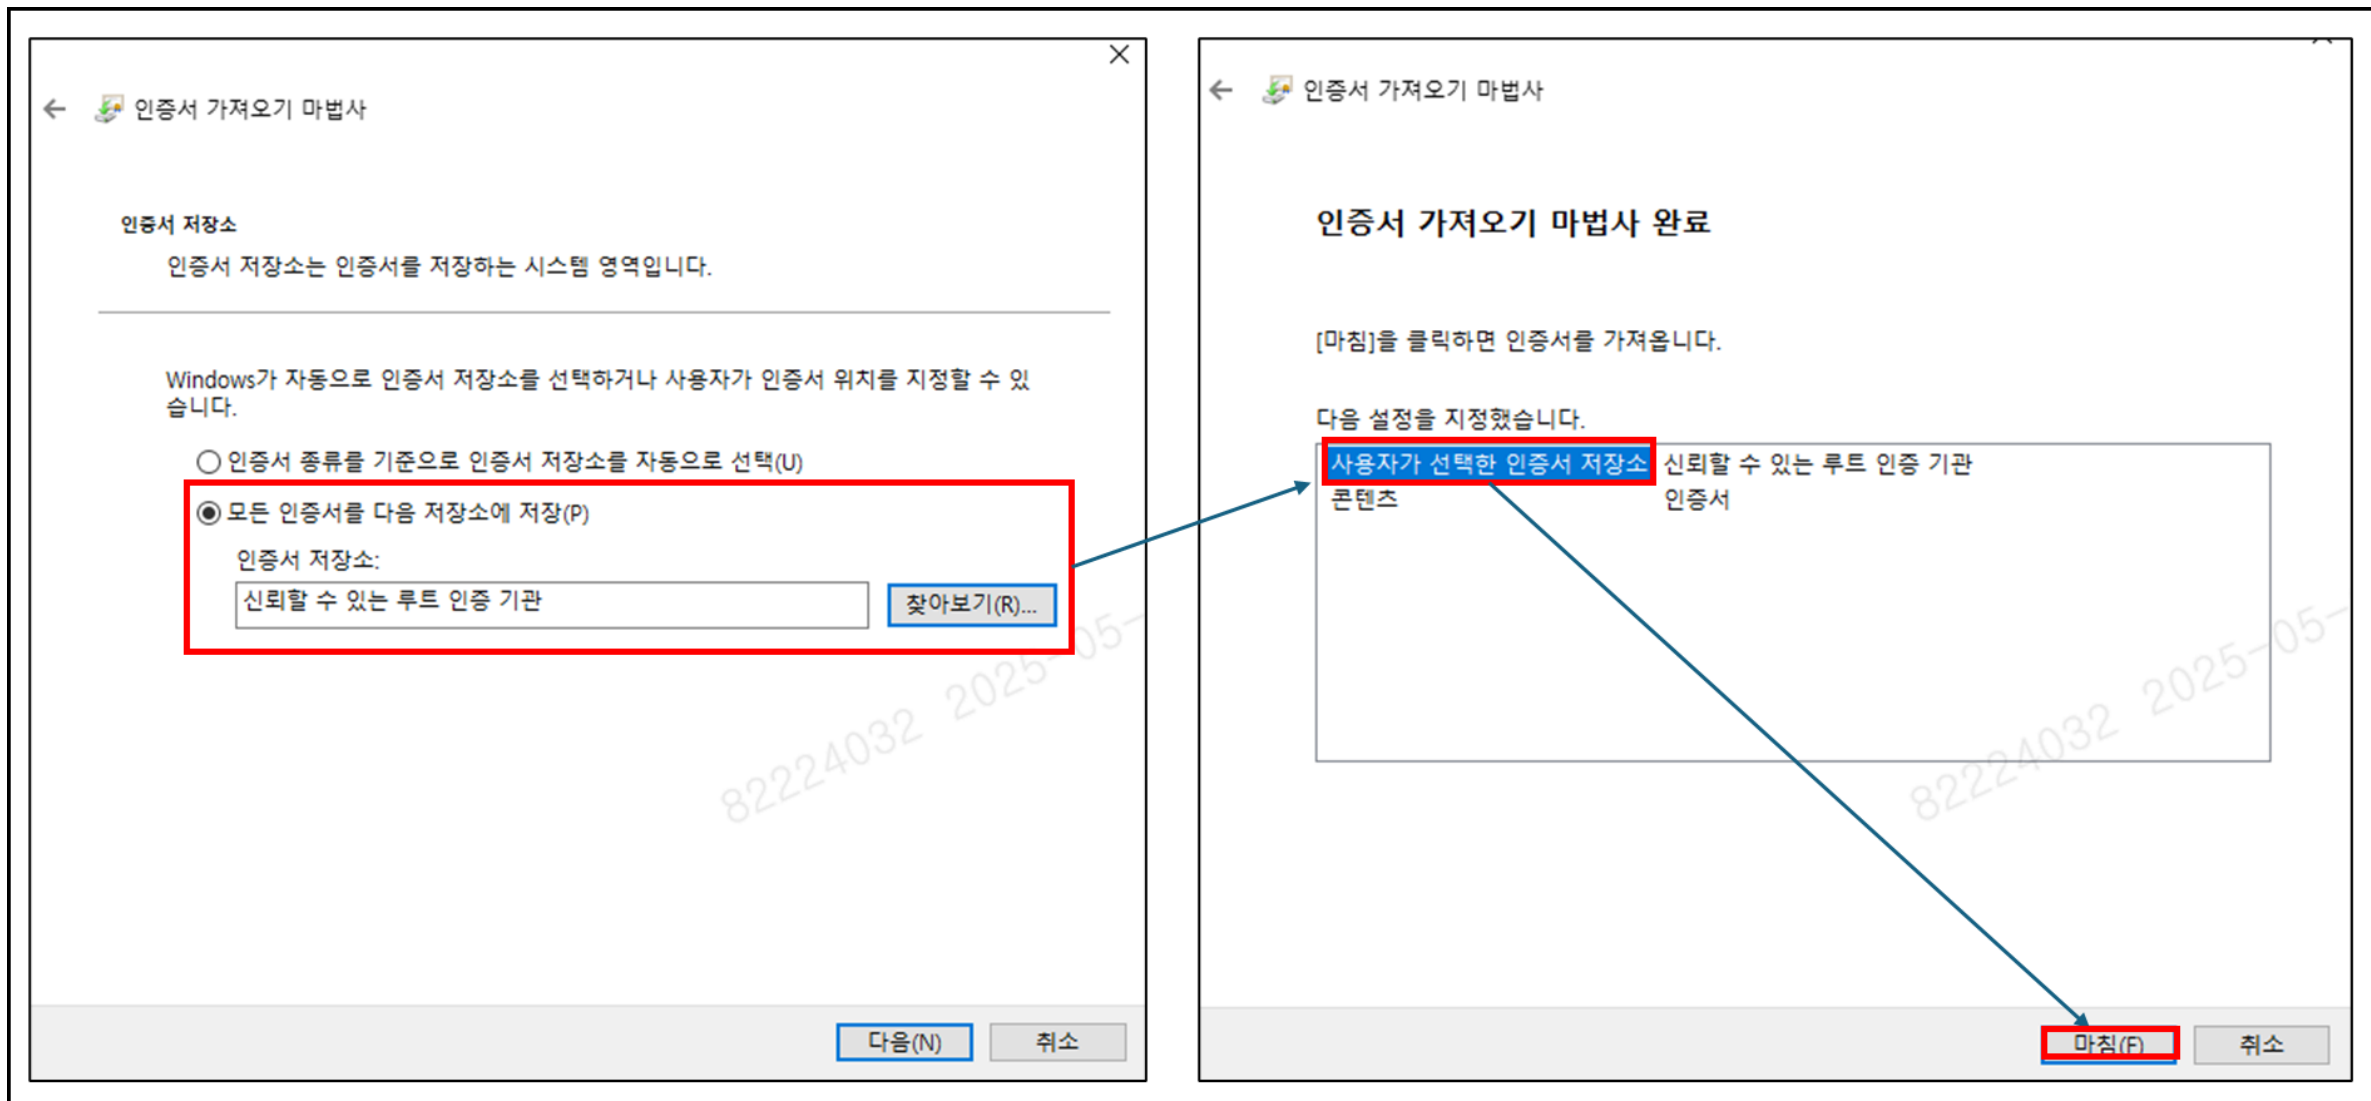 인증서 가져오기 마법사
인증서 저장소
인증서 저장소는 인증서를 저장하는 시스템 영역입니다.
Windows가 자동으로 인증서 저장소를 선택하거나 사용자가 인증서 위치를 지정할 수 있
습니다.
인증서 종류를 기준으로 인증서 저장소를 자동으로 선택(U)
모든 인증서를 다음 저장소에 저장(P)
인증서 저장소:
신뢰할 수 있는 루트 인증 기관
찾아보기(R)...
82224032 2025-05-
다음(N)
취소
인증서 가져오기 마법사
인증서 가져오기 마법사 완료
[마침]을 클릭하면 인증서를 가져옵니다.
다음 설정을 지정했습니다.
사용자가 선택한 인증서 저장소 신뢰할 수 있는 루트 인증 기관
콘텐츠 인증서
82224032 2025-05-
마침(F)
취소